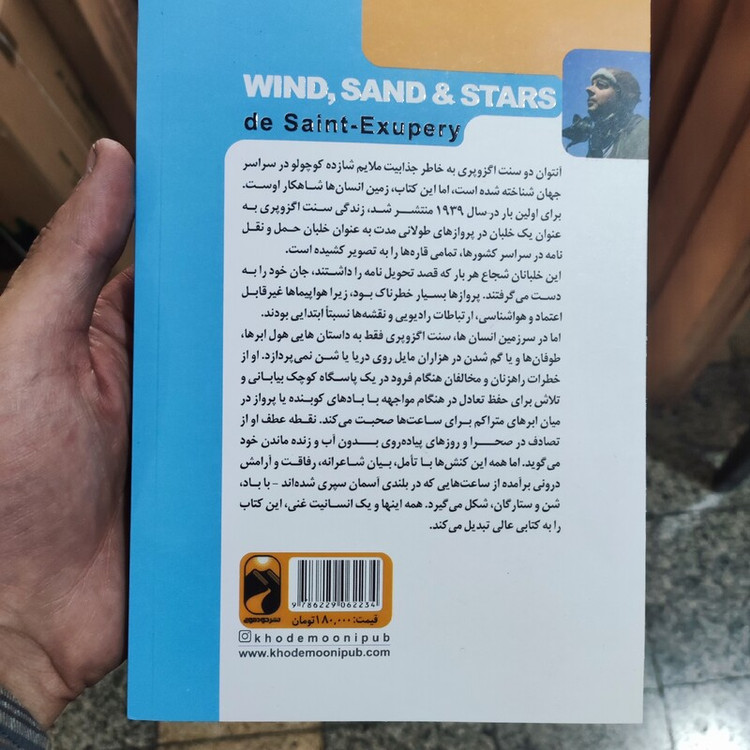 WIND, SAND & STARS
de Saint-Exupery
آنتوان دو سنت اگزوپری به خاطر جذابیت ملایم شازده کوچولو در سراسر
جهان شناخته شده است، اما این کتاب، زمین انسان‌ها شاهکار اوست.
برای اولین بار در سال ۱۹۳۹ منتشر شد، زندگی سنت اگزوپری به
عنوان یک خلبان در پروازهای طولانی مدت به عنوان خلبان حمل و نقل
نامه در سراسر کشورها، تمامی قاره‌ها را به تصویر کشیده است.
این خلبانان شجاع هر بار که قصد تحویل نامه را داشتند، جان خود را به
دست می‌گرفتند. پروازها بسیار خطرناک بود، زیرا هواپیماها غیرقابل
اعتماد و هواشناسی، ارتباطات رادیویی و نقشه‌ها نسبتاً ابتدایی بودند.
اما در سرزمین انسان ها، سنت اگزوپری فقط به داستان هایی هول ابرها،
طوفان‌ها و یا گم شدن در هزاران مایل روی دریا یا شن نمی‌پردازد. او از
خطرات راهزنان و مخالفان هنگام فرود در یک پاسگاه کوچک بیابانی و
تلاش برای حفظ تعادل در هنگام مواجهه با بادهای کوبنده یا پرواز در
میان ابرهای متراکم برای ساعت‌ها صحبت می‌کند. نقطه عطف او از
تصادف در صحرا و روزهای پیاده‌روی بدون آب و زنده ماندن خود
می‌گوید. اما همه این کنش‌ها با تأمل، بیان شاعرانه، رفاقت و آرامش
درونی برآمده از ساعت‌هایی که در بلندی آسمان سپری شده‌اند - با باد،
شن و ستارگان، شکل می‌گیرد. همه اینها و یک انسانیت غنی، این کتاب
را به کتابی عالی تبدیل می‌کند.
9 786229 062234
نشر خودمونی
قیمت: ۱۸۰,۰۰۰تومان
khodemoonipub
www.khodemoonipub.com